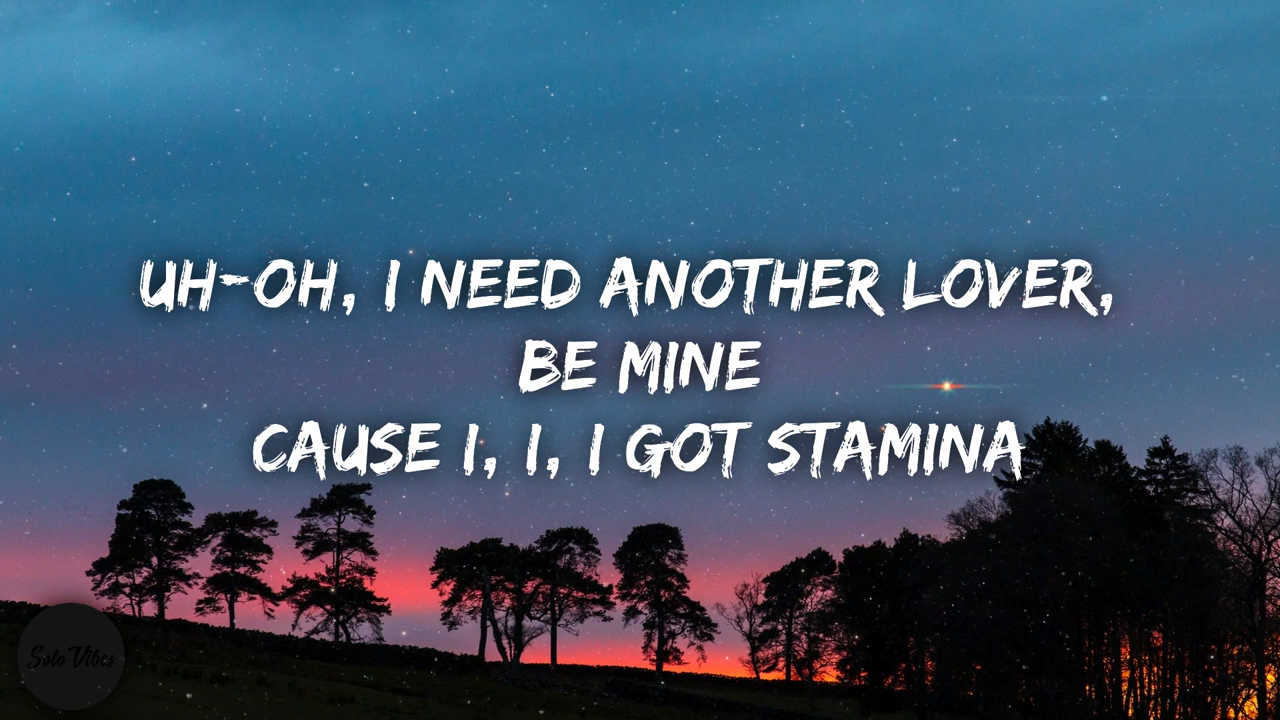 UH-OH, I NEED ANOTHER LOVER,
BE MINE
CAUSE I, I, I GOT STAMINA
Solo Vibes